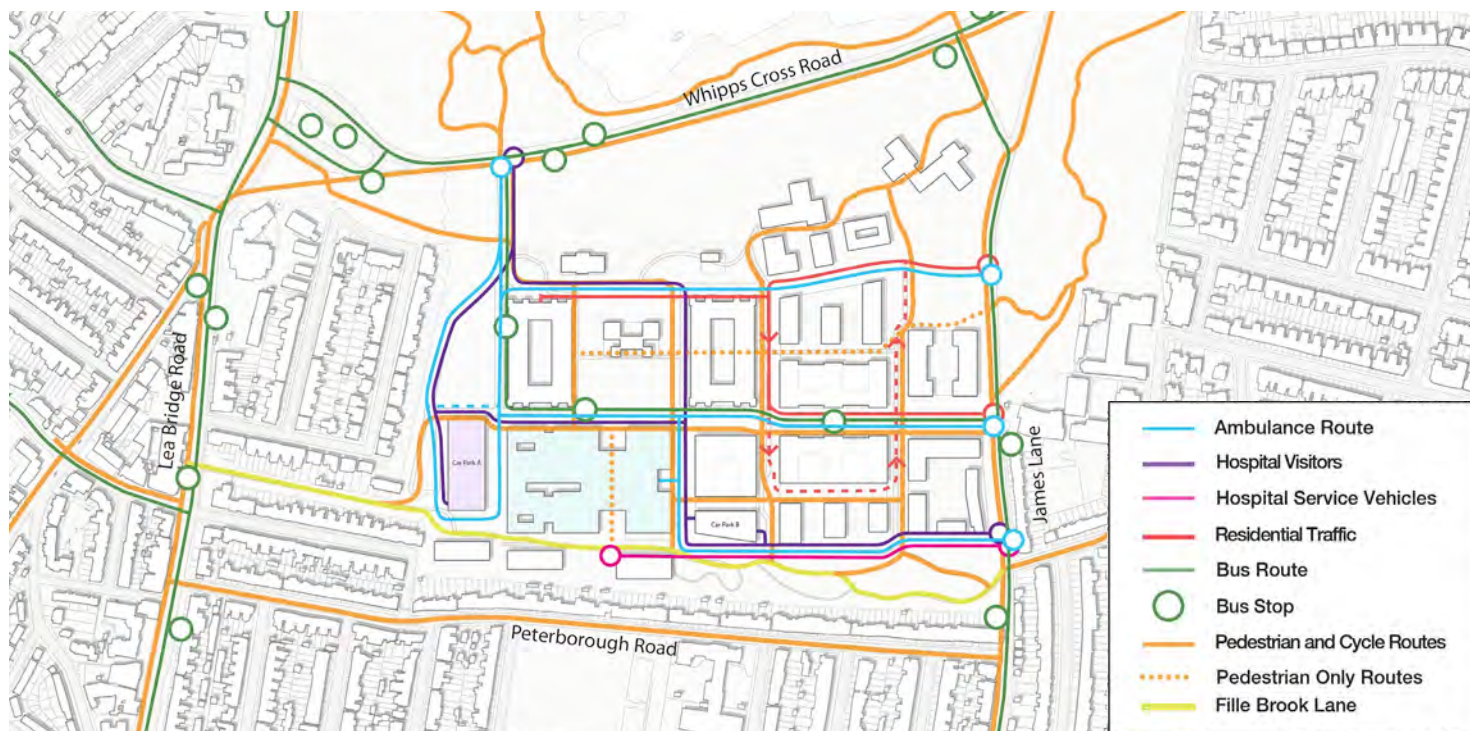 Whipps Cross Road
Lea Bridge Road
Car Park A
Car Park B
James Lane
Peterborough Road
Ambulance Route
Hospital Visitors
Hospital Service Vehicles
Residential Traffic
Bus Route
Bus Stop
Pedestrian and Cycle Routes
Pedestrian Only Routes
Fille Brook Lane